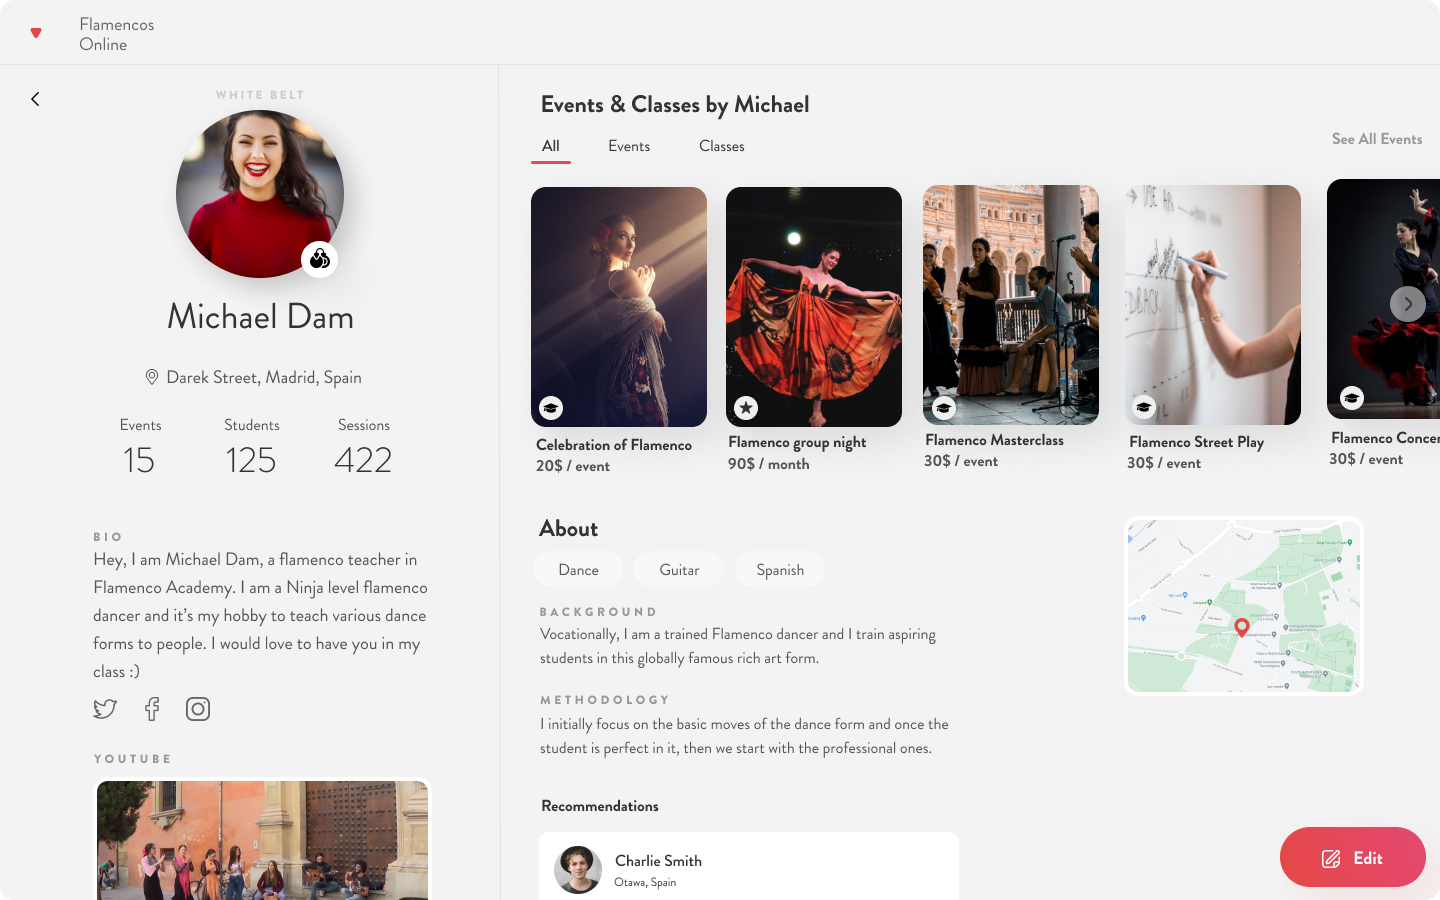 Flamencos
Online
WHITE BELT
Michael Dam
Darek Street, Madrid, Spain
Events
Students
Sessions
15
125
422
BIO
Hey, I am Michael Dam, a flamenco teacher in
Flamenco Academy. I am a Ninja level flamenco
dancer and it's my hobby to teach various dance
forms to people. I would love to have you in my
class :)
YOUTUBE
Events & Classes by Michael
All
Events
Classes
See All Events
Celebration of Flamenco
20$ / event
Flamenco group night
90$ / month
Flamenco Masterclass
30$ / event
Flamenco Street Play
30$ / event
Flamenco Concer
30$ / event
About
Dance
Guitar
Spanish
BACKGROUND
Vocationally, I am a trained Flamenco dancer and I train aspiring
students in this globally famous rich art form.
METHODOLOGY
I initially focus on the basic moves of the dance form and once the
student is perfect in it, then we start with the professional ones.
Recommendations
Charlie Smith
Otawa, Spain
Edit